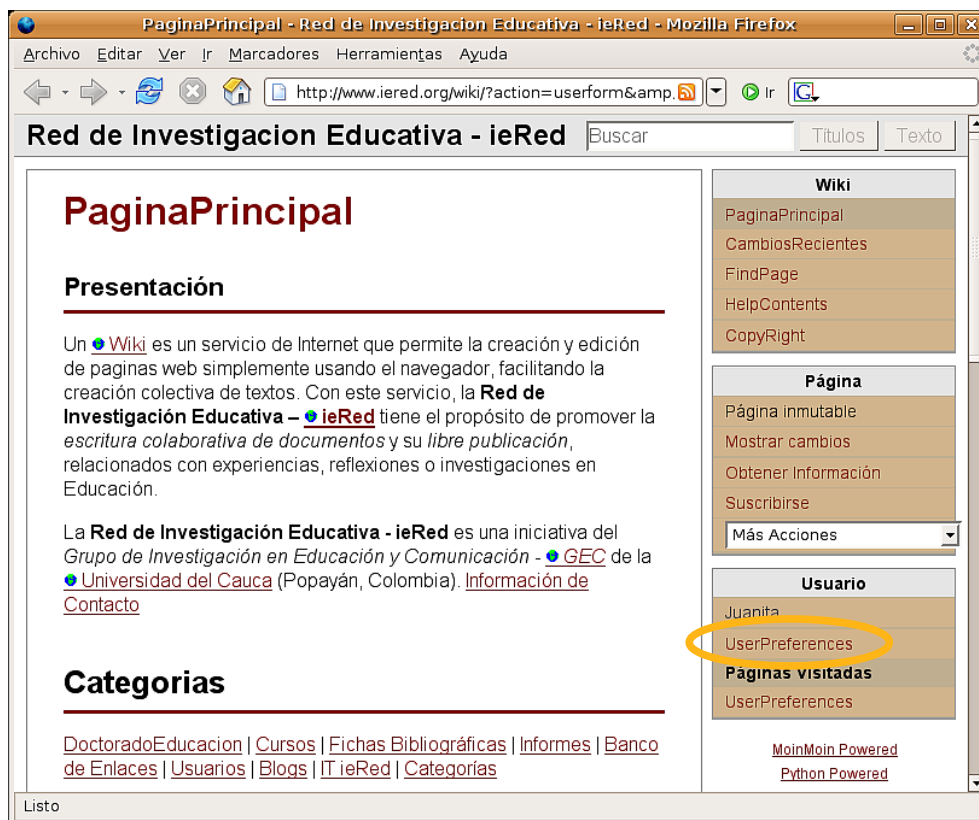 PaginaPrincipal - Red de Investigacion Educativa - ieRed - Mozilla Firefox
Archivo Editar Ver Ir Marcadores Herramientas Ayuda
http://www.iered.org/wiki/?action=userform&amp. Ir G
Red de Investigacion Educativa - ieRed Buscar Títulos Texto
PaginaPrincipal
Presentación
Un Wiki es un servicio de Internet que permite la creación y edición
de paginas web simplemente usando el navegador, facilitando la
creación colectiva de textos. Con este servicio, la Red de
Investigación Educativa – ieRed tiene el propósito de promover la
escritura colaborativa de documentos y su libre publicación,
relacionados con experiencias, reflexiones o investigaciones en
Educación.
La Red de Investigación Educativa - ieRed es una iniciativa del
Grupo de Investigación en Educación y Comunicación - GEC de la
Universidad del Cauca (Popayán, Colombia). Información de
Contacto
Categorias
DoctoradoEducacion | Cursos | Fichas Bibliográficas | Informes | Banco
de Enlaces | Usuarios | Blogs | IT ieRed | Categorías
Wiki
PaginaPrincipal
CambiosRecientes
FindPage
HelpContents
CopyRight
Página
Página inmutable
Mostrar cambios
Obtener Información
Suscribirse
Más Acciones
Usuario
Juanita
UserPreferences
Páginas visitadas
UserPreferences
MoinMoin Powered
Python Powered
Listo